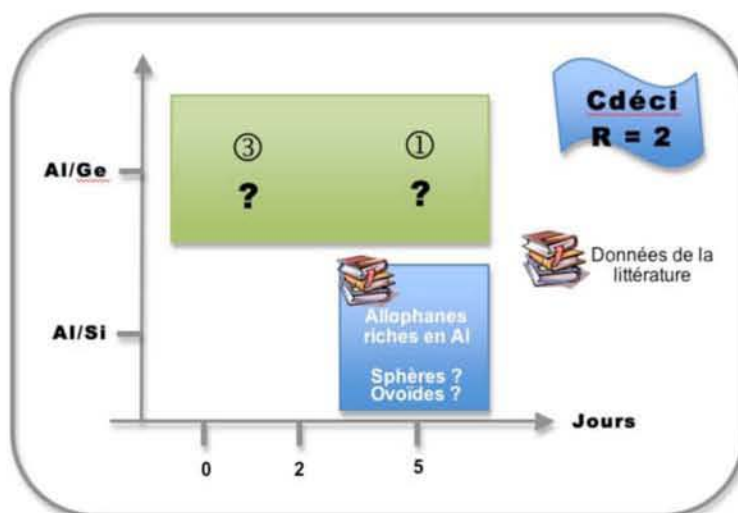 Cdéci
R = 2
Al/Ge
③
①
?
?
Données de la
littérature
Al/Si
Allophanes
riches en Al
Sphères ?
Ovoïdes ?
Jours
0
2
5